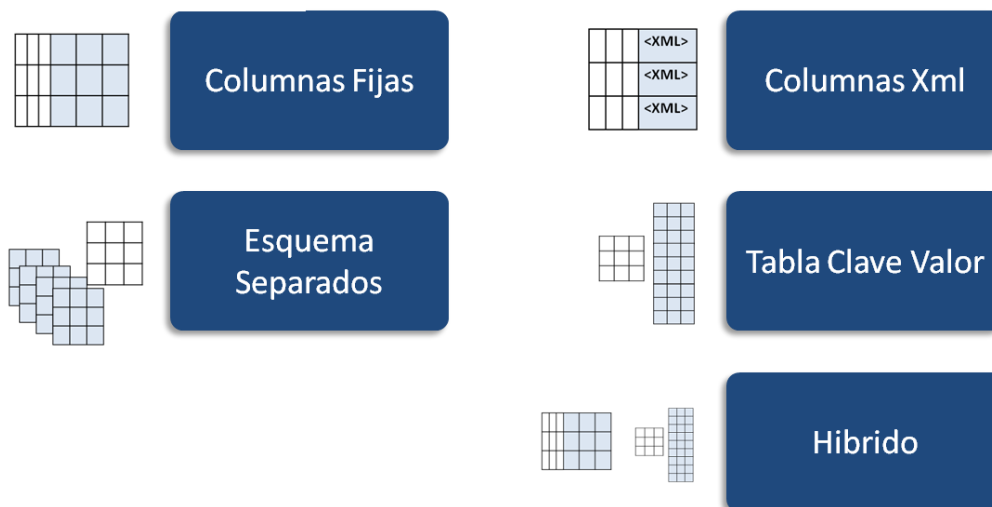 Columnas Fijas
<XML>
<XML>
<XML>
Columnas Xml
Esquema
Separados
Tabla Clave Valor
Hibrido